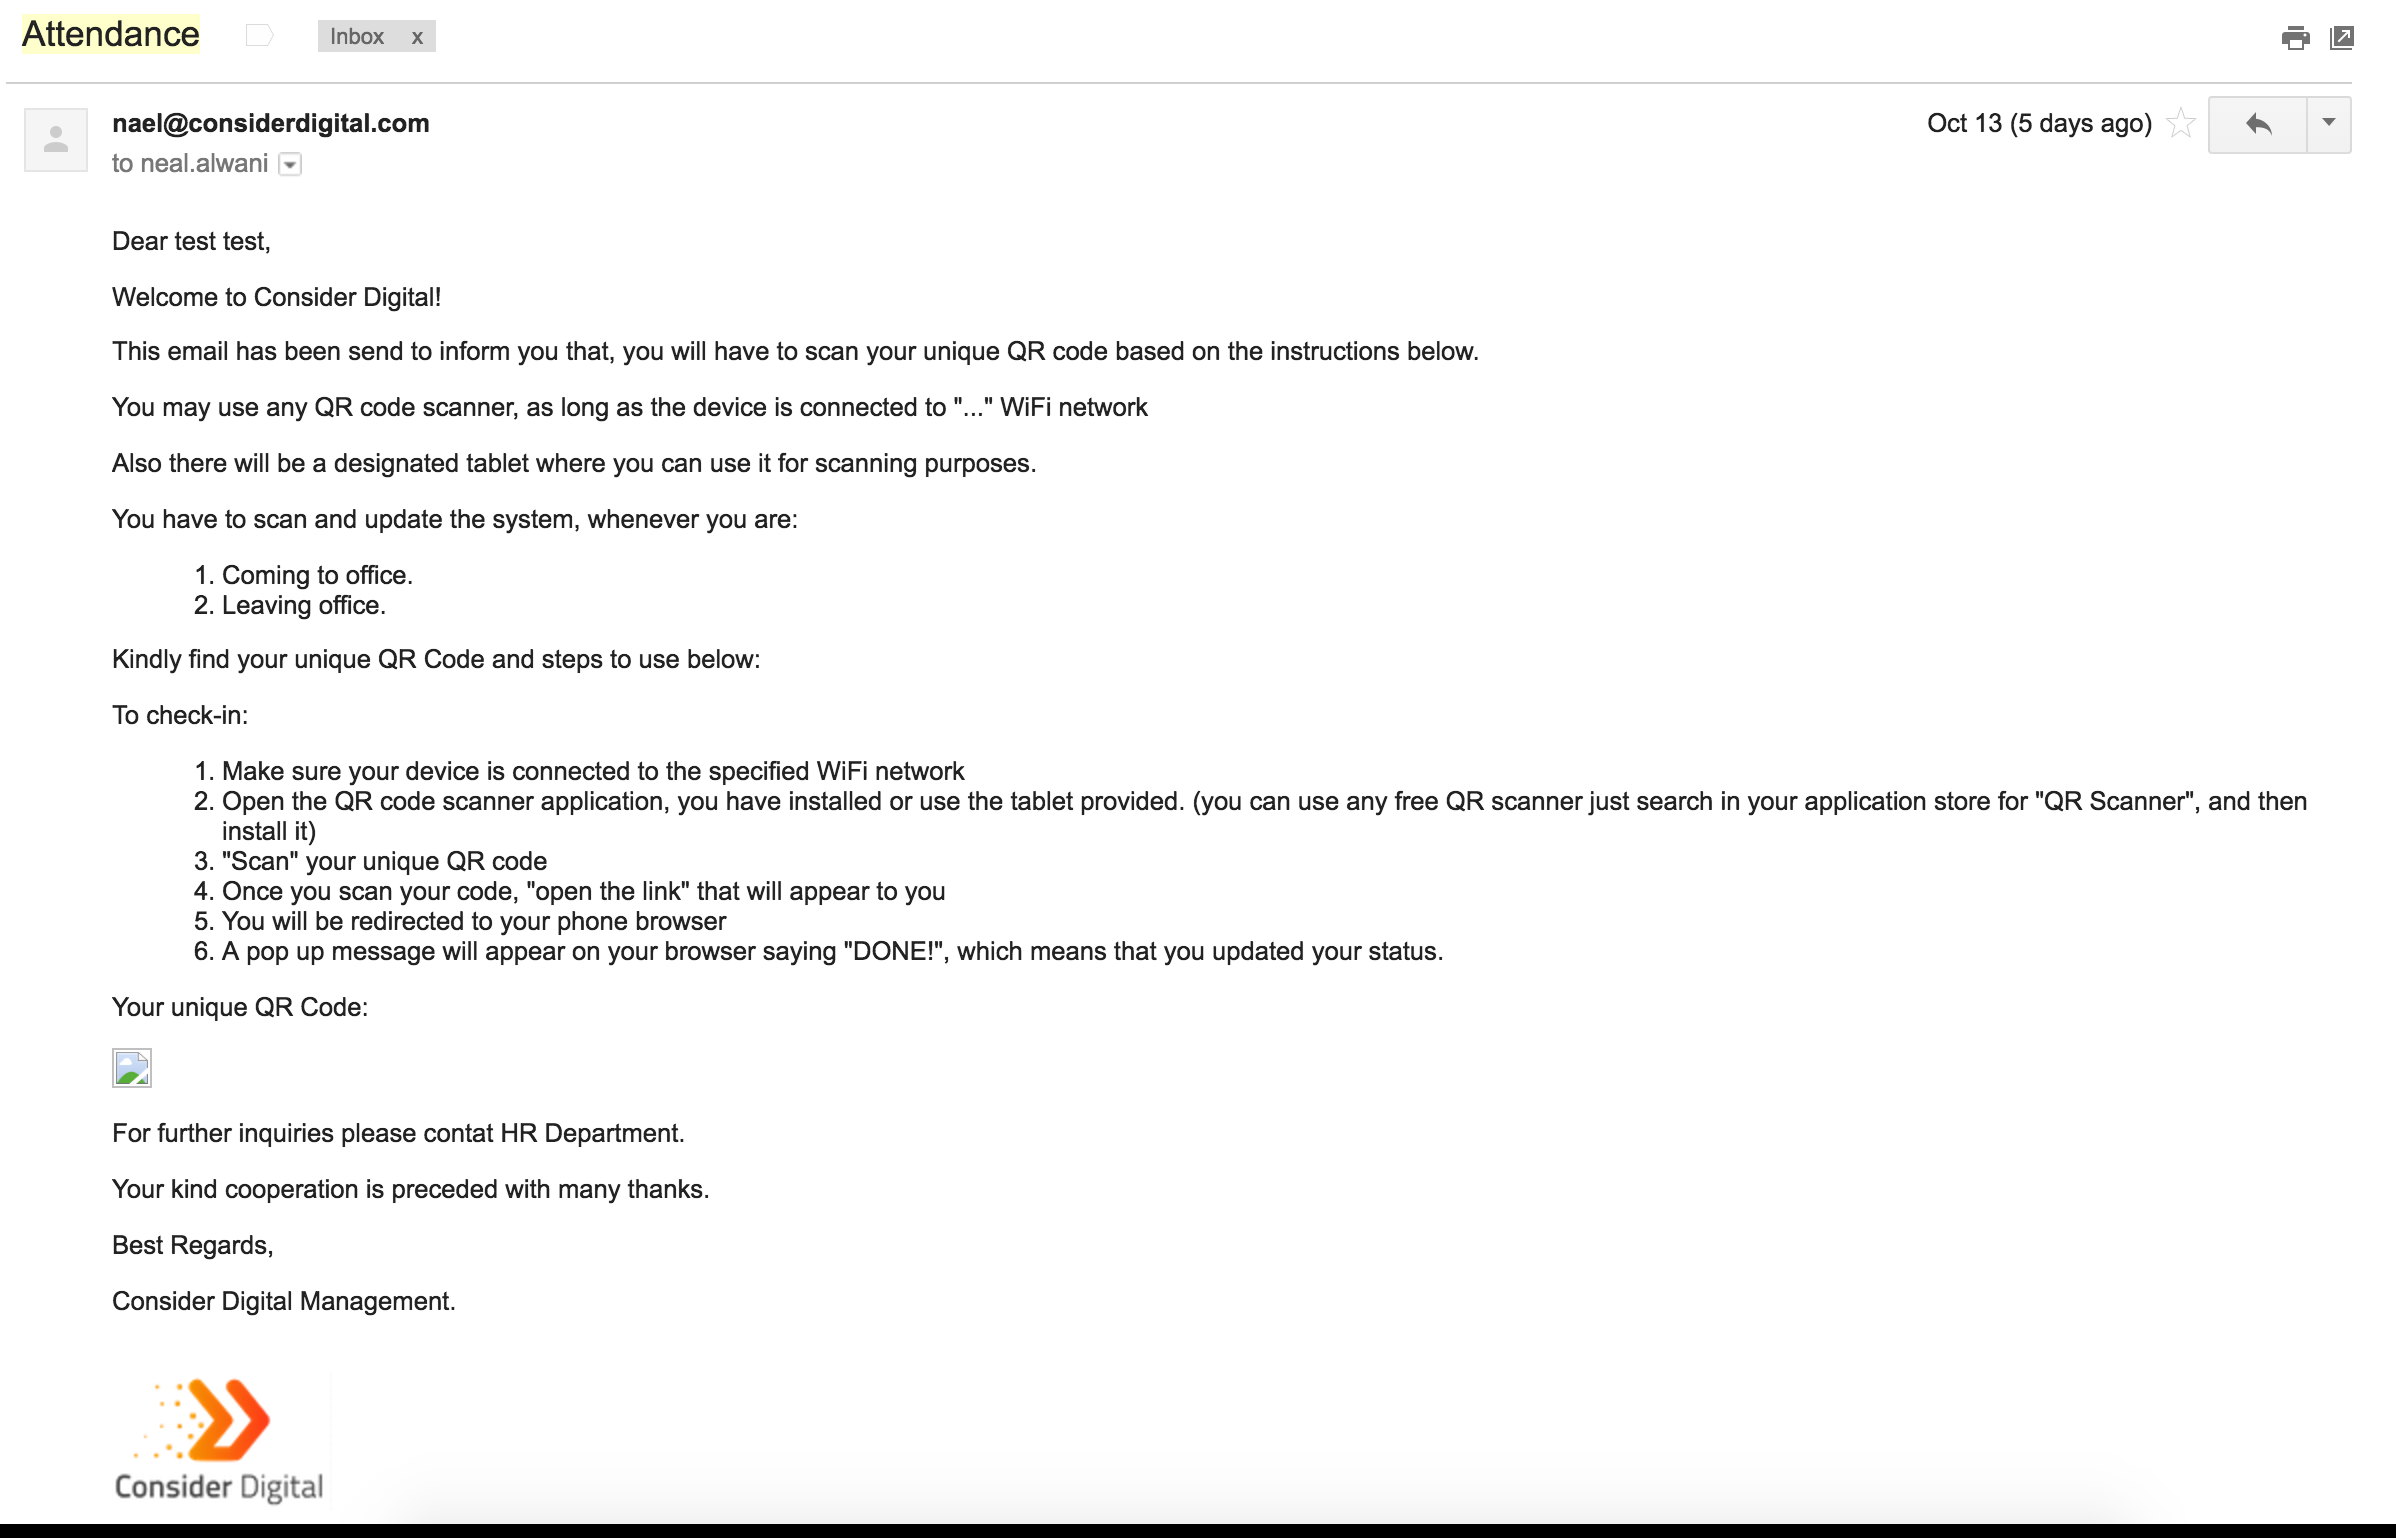 Attendance
Inbox x
nael@considerdigital.com
Oct 13 (5 days ago)
to neal.alwani
Dear test test,
Welcome to Consider Digital!
This email has been send to inform you that, you will have to scan your unique QR code based on the instructions below.
You may use any QR code scanner, as long as the device is connected to "..." WiFi network
Also there will be a designated tablet where you can use it for scanning purposes.
You have to scan and update the system, whenever you are:
1. Coming to office.
2. Leaving office.
Kindly find your unique QR Code and steps to use below:
To check-in:
1. Make sure your device is connected to the specified WiFi network
2. Open the QR code scanner application, you have installed or use the tablet provided. (you can use any free QR scanner just search in your application store for "QR Scanner", and then
install it)
3. "Scan" your unique QR code
4. Once you scan your code, "open the link" that will appear to you
5. You will be redirected to your phone browser
6. A pop up message will appear on your browser saying "DONE!", which means that you updated your status.
Your unique QR Code:
For further inquiries please contat HR Department.
Your kind cooperation is preceded with many thanks.
Best Regards,
Consider Digital Management.
Consider Digital